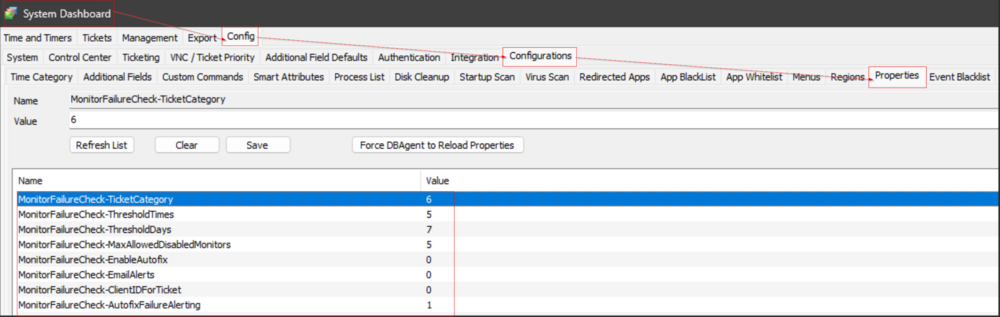 System Dashboard
Time and Timers Tickets Management Export Config
System Control Center Ticketing VNC / Ticket Priority Additional Field Defaults Authentication Integration Configurations
Time Category Additional Fields Custom Commands Smart Attributes Process List Disk Cleanup Startup Scan Virus Scan Redirected Apps App BlackList App Whitelist Menus Regions Properties Event Blacklist
Name MonitorFailureCheck-TicketCategory
Value 6
Refresh List Clear Save Force DBAgent to Reload Properties
Name Value
MonitorFailureCheck-TicketCategory 6
MonitorFailureCheck-ThresholdTimes 5
MonitorFailureCheck-ThresholdDays 7
MonitorFailureCheck-MaxAllowedDisabledMonitors 5
MonitorFailureCheck-EnableAutofix 0
MonitorFailureCheck-EmailAlerts 0
MonitorFailureCheck-ClientIDForTicket 0
MonitorFailureCheck-AutofixFailureAlerting 1